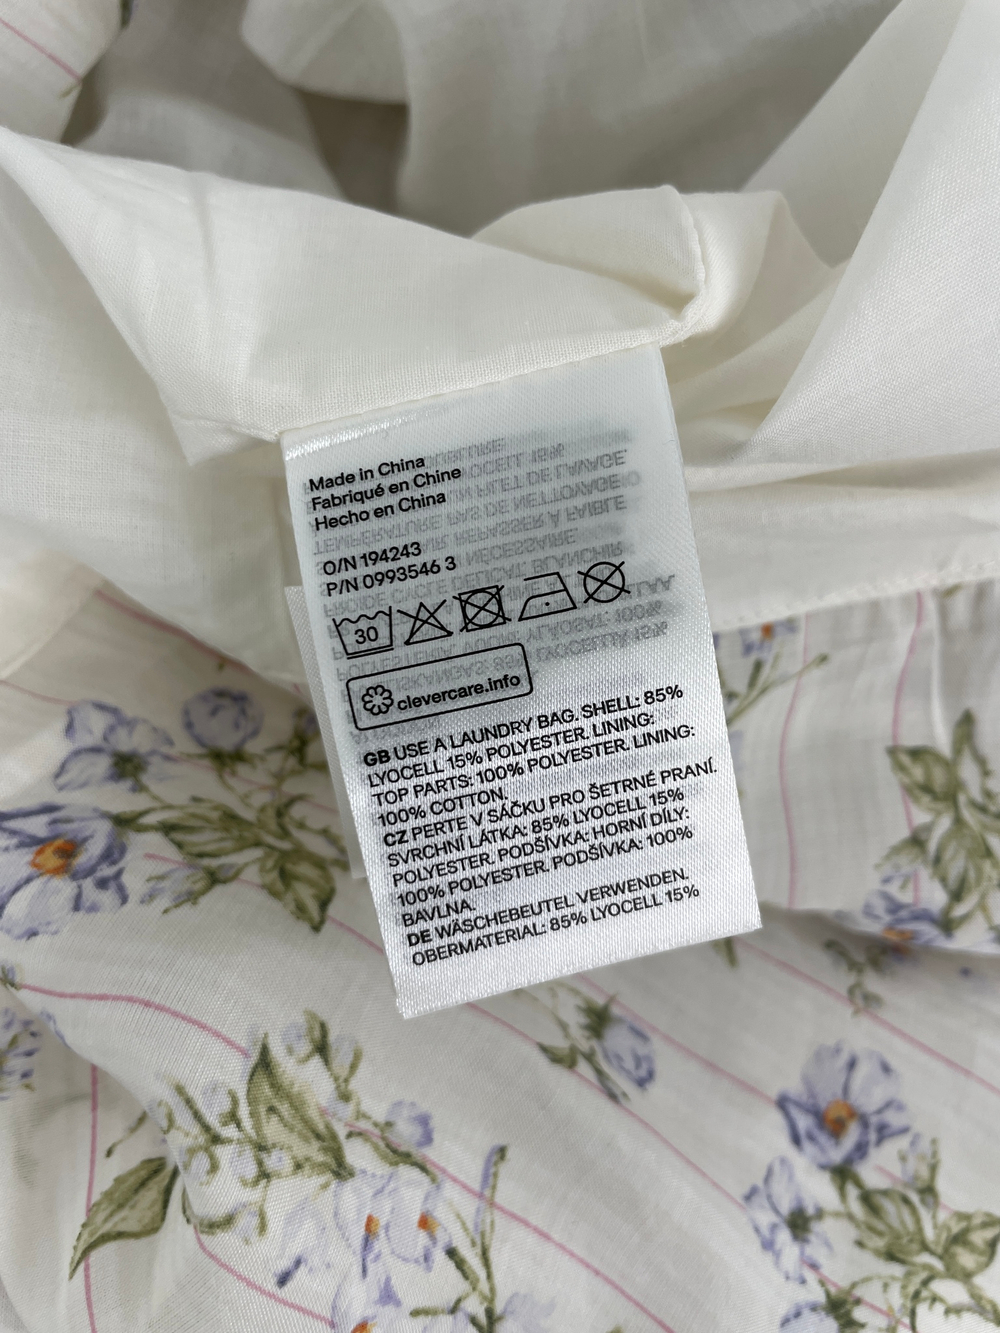 Made in China
Fabriqué en Chine
Hecho en China
O/N 194243
P/N 0993546 3
30
clevercare.info
GB USE A LAUNDRY BAG. SHELL: 85%
LYOCELL 15% POLYESTER. LINING:
TOP PARTS: 100% POLYESTER. LINING:
100% COTTON.
CZ PERTE V SÁČKU PRO ŠETRNÉ PRANÍ.
SVRCHNÍ LÁTKA: 85% LYOCELL 15%
POLYESTER. PODŠÍVKA: HORNÍ DÍLY:
100% POLYESTER. PODŠÍVKA: 100%
BAVLNA.
DE WÄSCHEBEUTEL VERWENDEN.
OBERMATERIAL: 85% LYOCELL 15%